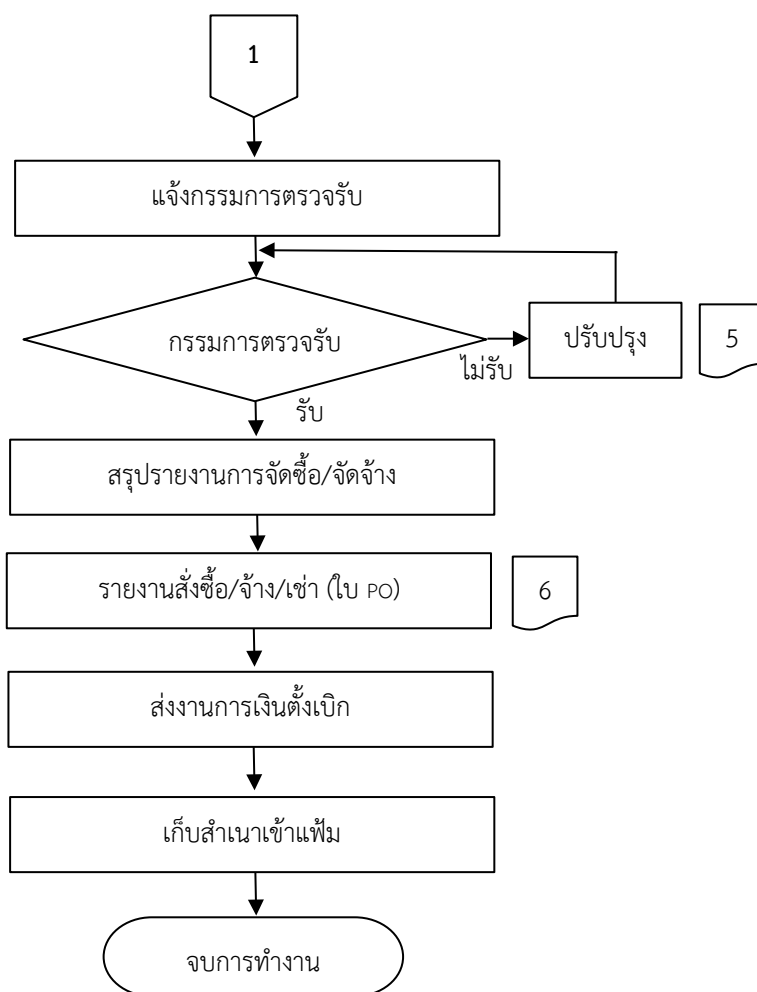 1
แจ้งกรรมการตรวจรับ
กรรมการตรวจรับ
ปรับปรุง
5
ไม่รับ
รับ
สรุปรายงานการจัดซื้อ/จัดจ้าง
รายงานสั่งซื้อ/จ้าง/เช่า (ใบ PO)
6
ส่งงานการเงินตั้งเบิก
เก็บสำเนาเข้าแฟ้ม
จบการทำงาน